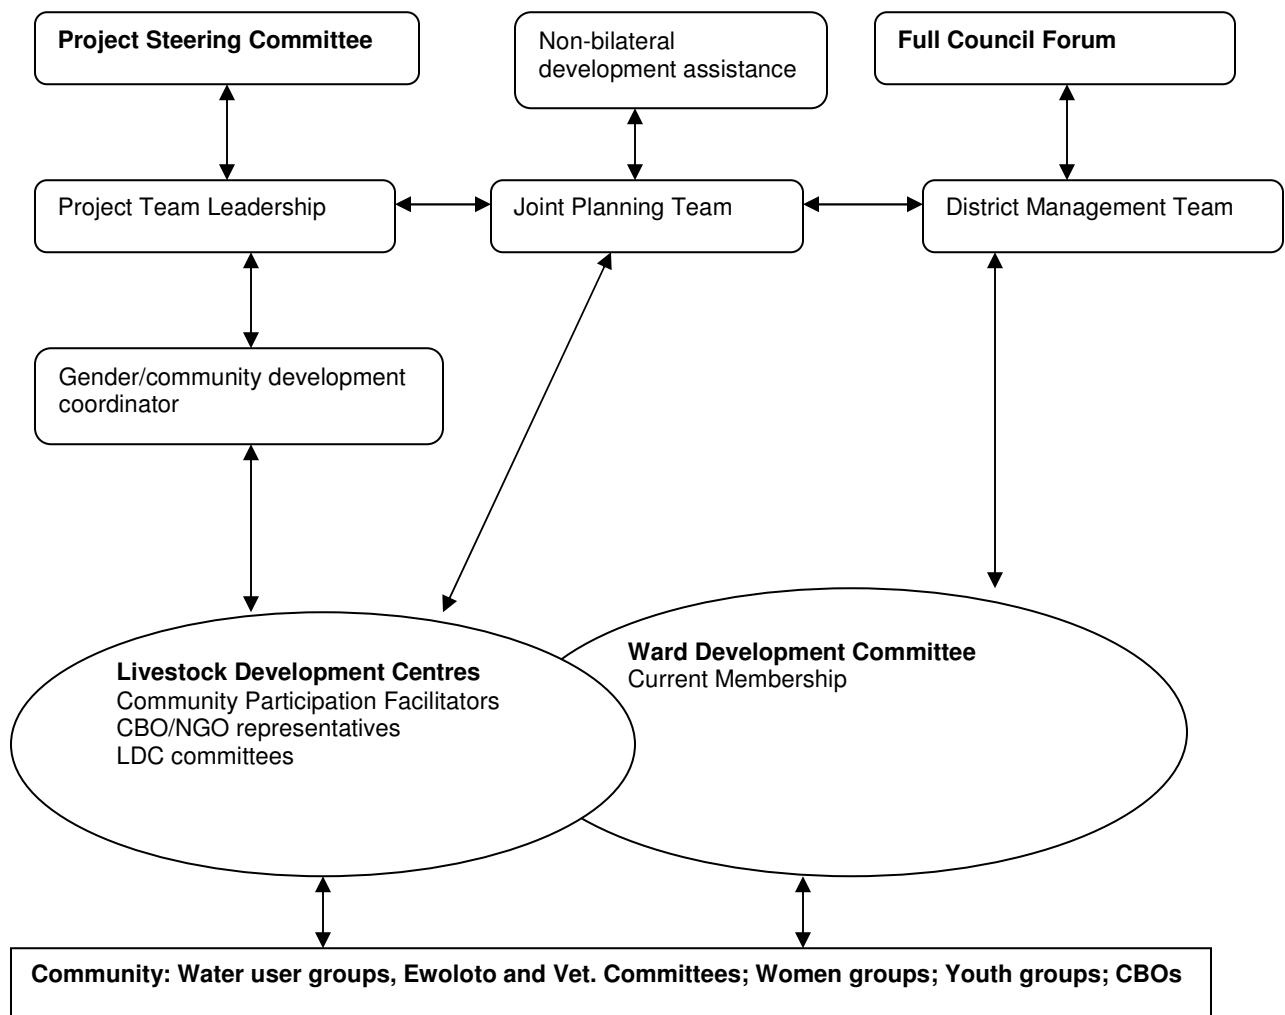 Project Steering Committee
Non-bilateral
development assistance
Full Council Forum
Project Team Leadership
Joint Planning Team
District Management Team
Gender/community development
coordinator
Livestock Development Centres
Community Participation Facilitators
CBO/NGO representatives
LDC committees
Ward Development Committee
Current Membership
Community: Water user groups, Ewoloto and Vet. Committees; Women groups; Youth groups; CBOs